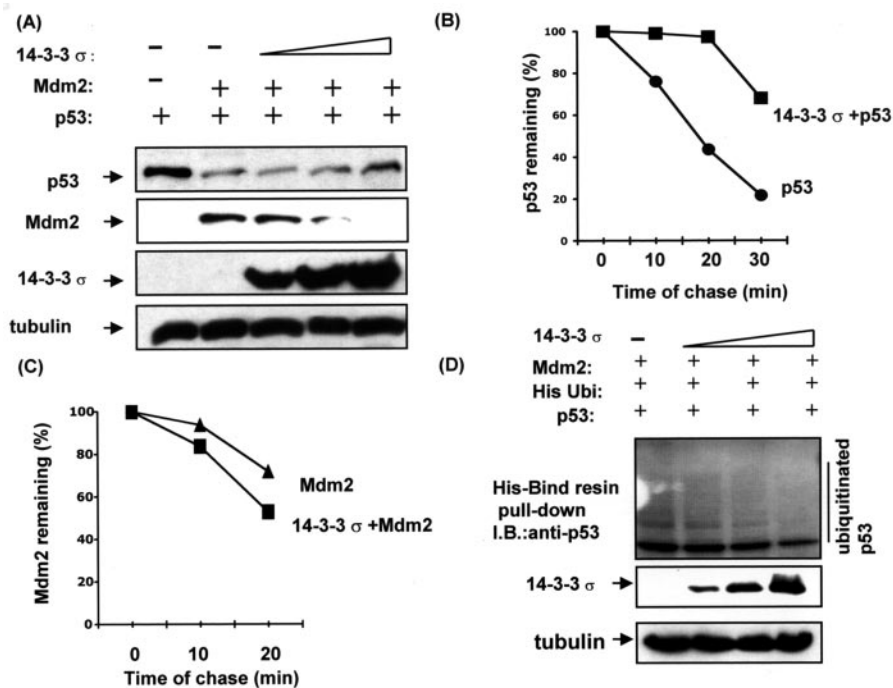 (A)
14-3-3 σ :
– –
Mdm2: – + + + +
p53: + + + + +
p53
Mdm2
14-3-3 σ
tubulin
(B)
p53 remaining (%)
100
80
60
40
20
0
14-3-3 σ +p53
p53
0 10 20 30
Time of chase (min)
(C)
Mdm2 remaining (%)
100
80
60
40
20
0
Mdm2
14-3-3 σ +Mdm2
0 10 20
Time of chase (min)
(D)
14-3-3 σ –
Mdm2: + + + +
His Ubi: + + + +
p53: + + + +
His-Bind resin
pull-down
I.B.:anti-p53
ubiquitinated
p53
14-3-3 σ
tubulin